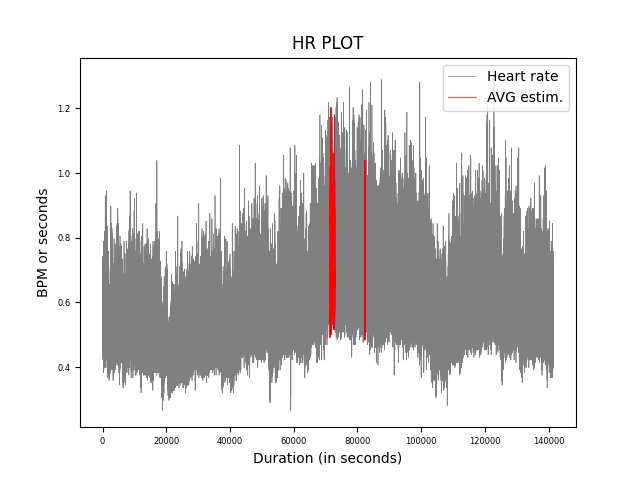 HR PLOT
Heart rate
AVG estim.
BPM or seconds
1.2
1.0
0.8
0.6
0.4
0 20000 40000 60000 80000 100000 120000 140000
Duration (in seconds)